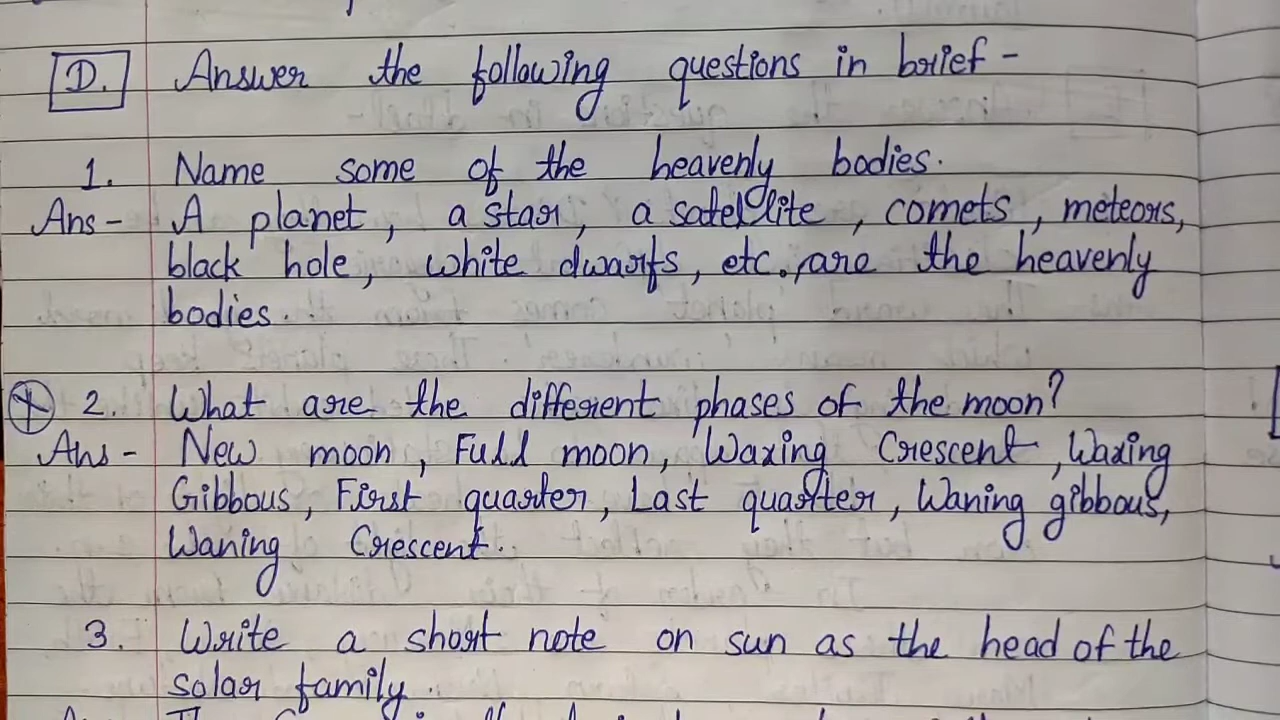 D. Answer the following questions in brief -
1. Name some of the heavenly bodies.
Ans - A planet, a star, a satellite, comets, meteors,
black hole, white dwarfs, etc., are the heavenly
bodies.
2. What are the different phases of the moon?
Ans - New moon, Full moon, Waxing Crescent, Waxing
Gibbous, First quarter, Last quarter, Waning gibbous,
Waning Crescent.
3. Write a short note on sun as the head of the
solar family.